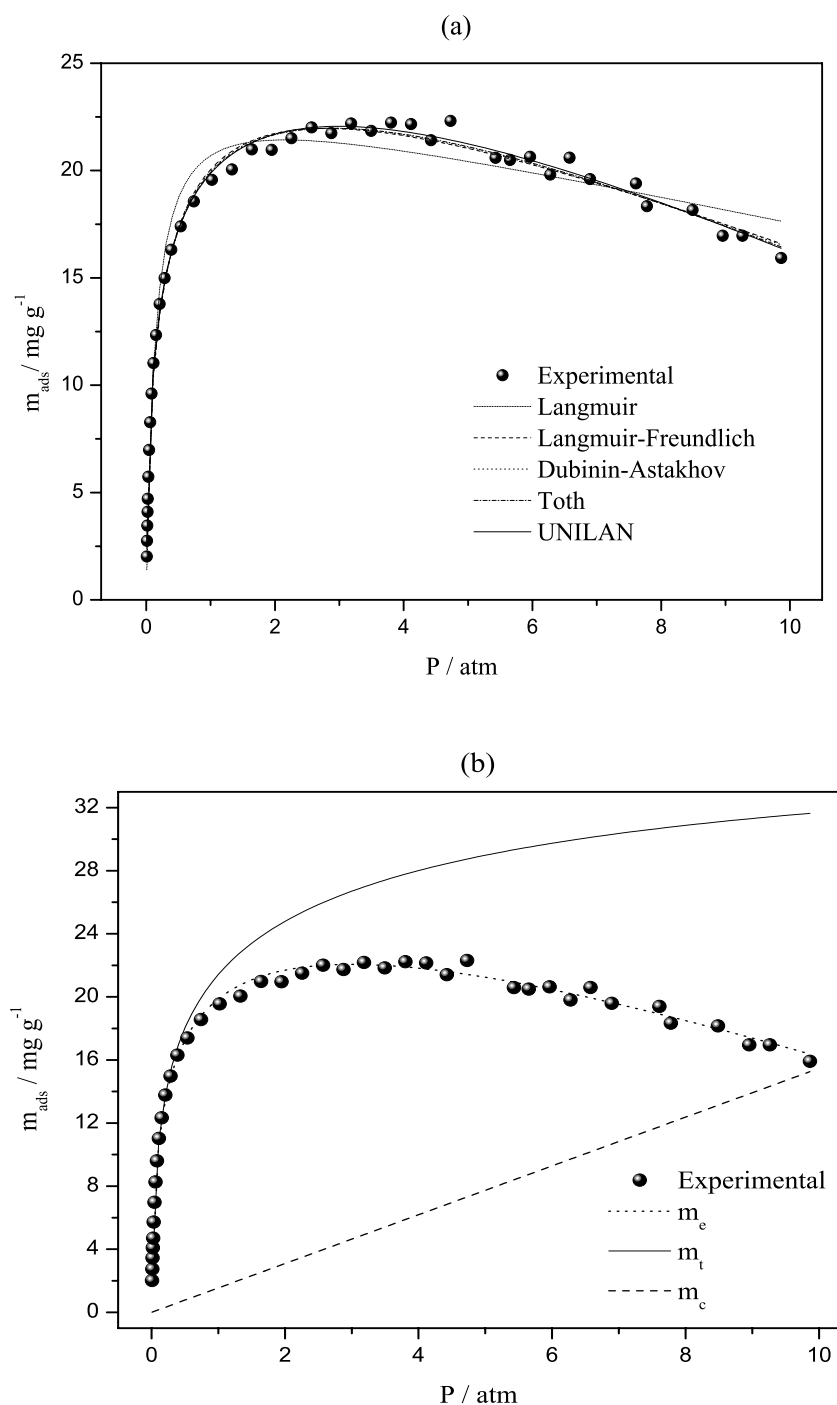 (a)
25
20
15
10
5
0
m_ads / mg g^-1
Experimental
Langmuir
Langmuir-Freundlich
Dubinin-Astakhov
Toth
UNILAN
0 2 4 6 8 10
P / atm
(b)
32
28
24
20
16
12
8
4
0
m_ads / mg g^-1
Experimental
m_e
m_t
m_c
0 2 4 6 8 10
P / atm